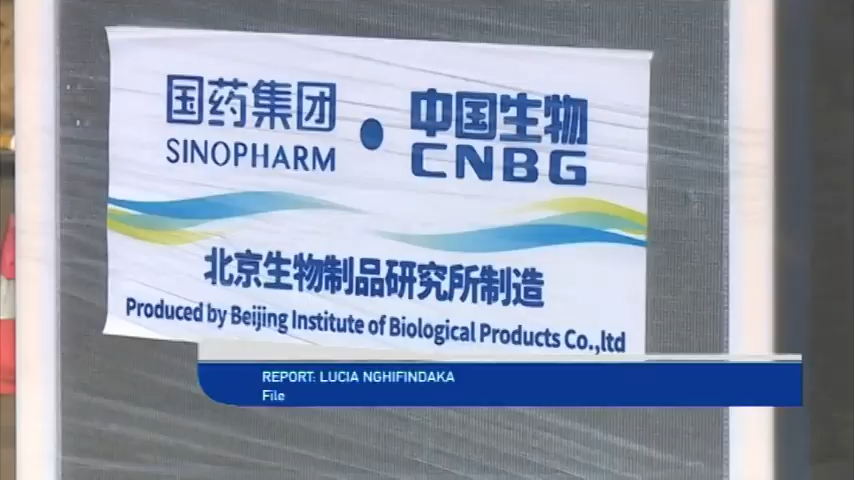 国药集团 • 中国生物
SINOPHARM CNBG
北京生物制品研究所制造
Produced by Beijing Institute of Biological Products Co.,ltd
REPORT: LUCIA NGHIFINDAKA
File